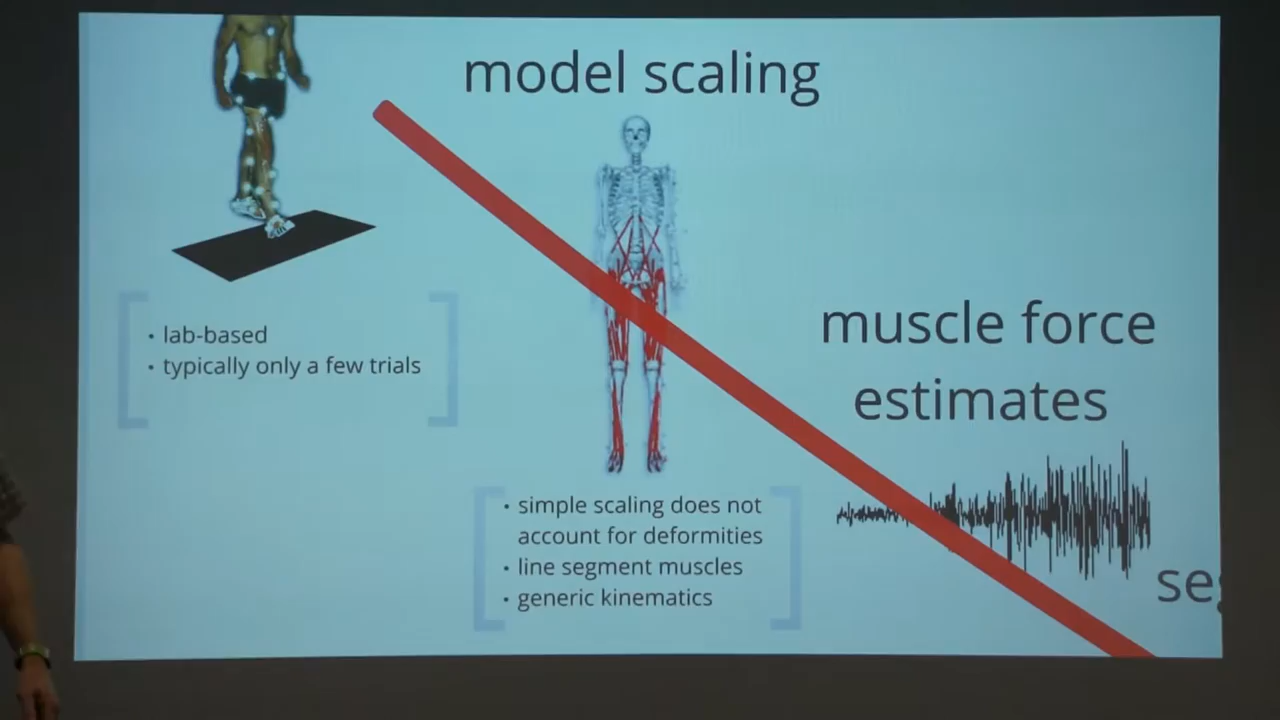 model scaling
• lab-based
• typically only a few trials
muscle force
estimates
• simple scaling does not
account for deformities
• line segment muscles
• generic kinematics